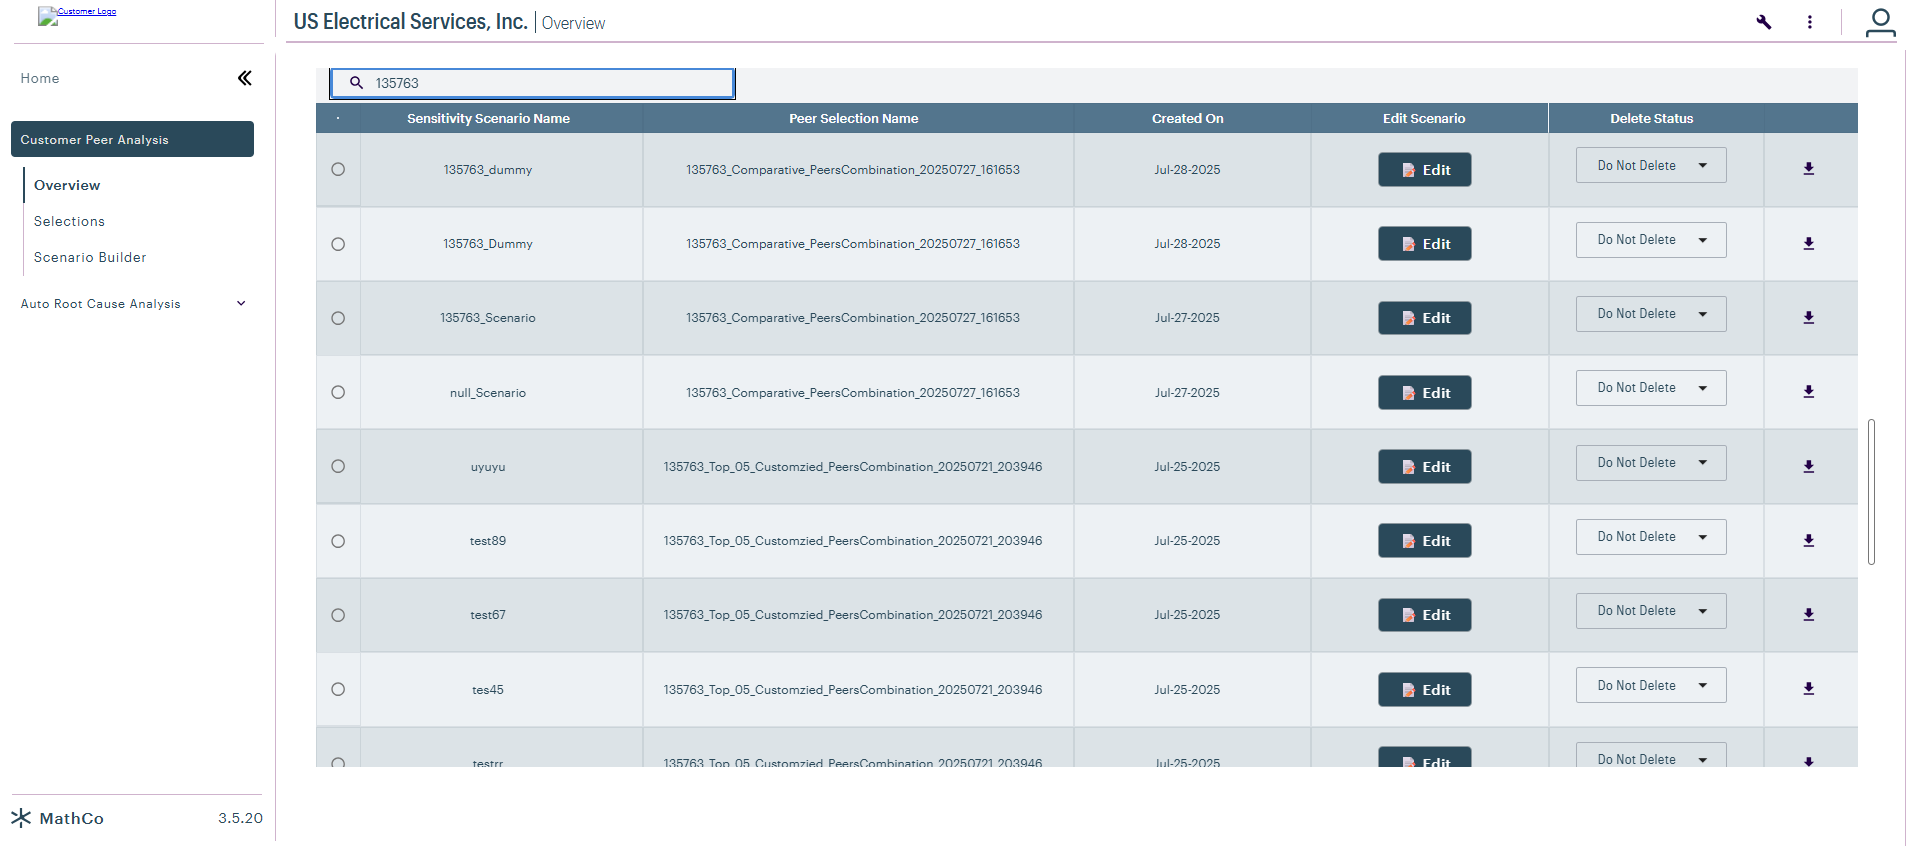 Customer Logo
US Electrical Services, Inc. | Overview
Home
135763
Customer Peer Analysis
Overview
Selections
Scenario Builder
Auto Root Cause Analysis
Sensitivity Scenario Name Peer Selection Name Created On Edit Scenario Delete Status
135763_dummy 135763_Comparative_PeersCombination_20250727_161653 Jul-28-2025 Edit Do Not Delete
135763_Dummy 135763_Comparative_PeersCombination_20250727_161653 Jul-28-2025 Edit Do Not Delete
135763_Scenario 135763_Comparative_PeersCombination_20250727_161653 Jul-27-2025 Edit Do Not Delete
null_Scenario 135763_Comparative_PeersCombination_20250727_161653 Jul-27-2025 Edit Do Not Delete
uyuyu 135763_Top_05_Customzied_PeersCombination_20250721_203946 Jul-25-2025 Edit Do Not Delete
test89 135763_Top_05_Customzied_PeersCombination_20250721_203946 Jul-25-2025 Edit Do Not Delete
test67 135763_Top_05_Customzied_PeersCombination_20250721_203946 Jul-25-2025 Edit Do Not Delete
tes45 135763_Top_05_Customzied_PeersCombination_20250721_203946 Jul-25-2025 Edit Do Not Delete
testrr 135763_Top_05_Customzied_PeersCombination_20250721_203946 Jul-25-2025 Edit Do Not Delete
MathCo 3.5.20